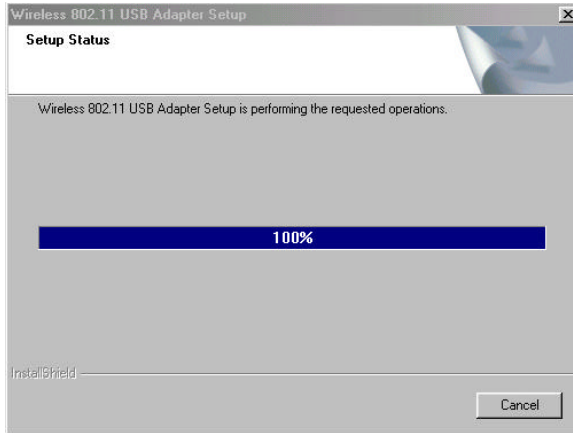 Wireless 802.11 USB Adapter Setup
Setup Status
Wireless 802.11 USB Adapter Setup is performing the requested operations.
100%
InstallShield
Cancel